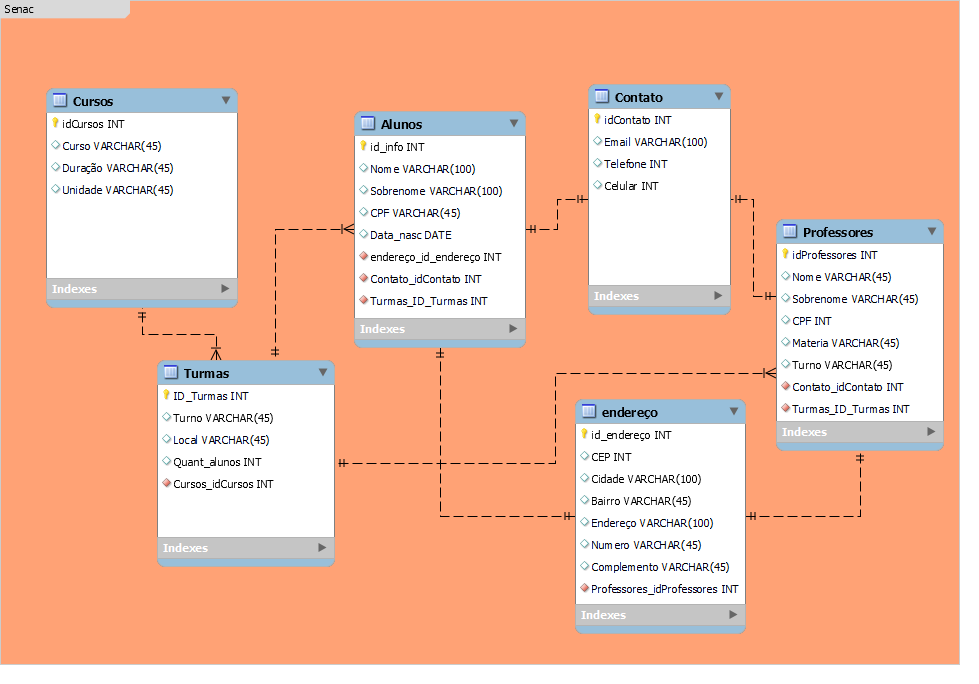 Senac
Cursos
idCursos INT
Curso VARCHAR(45)
Duração VARCHAR(45)
Unidade VARCHAR(45)
Indexes
Alunos
id_info INT
Nome VARCHAR(100)
Sobrenome VARCHAR(100)
CPF VARCHAR(45)
Data_nasc DATE
endereço_id_endereço INT
Contato_idContato INT
Turmas_ID_Turmas INT
Indexes
Contato
idContato INT
Email VARCHAR(100)
Telefone INT
Celular INT
Indexes
Professores
idProfessores INT
Nome VARCHAR(45)
Sobrenome VARCHAR(45)
CPF INT
Materia VARCHAR(45)
Turno VARCHAR(45)
Contato_idContato INT
Turmas_ID_Turmas INT
Indexes
Turmas
ID_Turmas INT
Turno VARCHAR(45)
Local VARCHAR(45)
Quant_alunos INT
Cursos_idCursos INT
Indexes
endereço
id_endereço INT
CEP INT
Cidade VARCHAR(100)
Bairro VARCHAR(45)
Endereço VARCHAR(100)
Numero VARCHAR(45)
Complemento VARCHAR(45)
Professores_idProfessores INT
Indexes